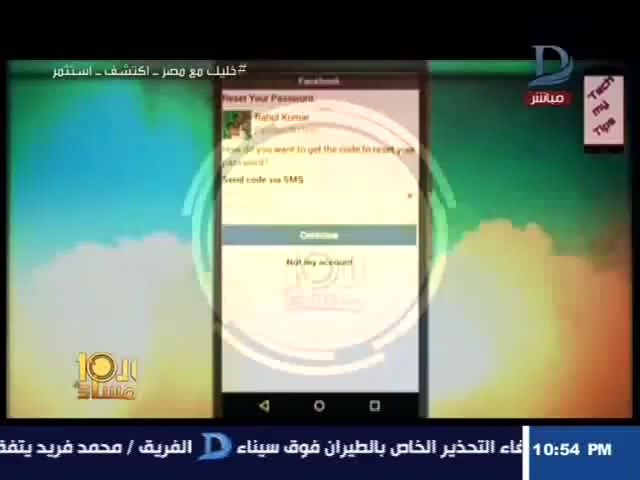 #خليك مع مصر ـ اكتشف ـ استثمر
مباشر
Tech
my
Tips
Facebook
Reset Your Password
Rahul Kumar
How do you want to get the code to reset your
password?
Send code via SMS
Continue
Not my account
العاشرة
مساءً
فاء التحذير الخاص بالطيران فوق سيناء
الفريق / محمد فريد يتفقد
10:54 PM